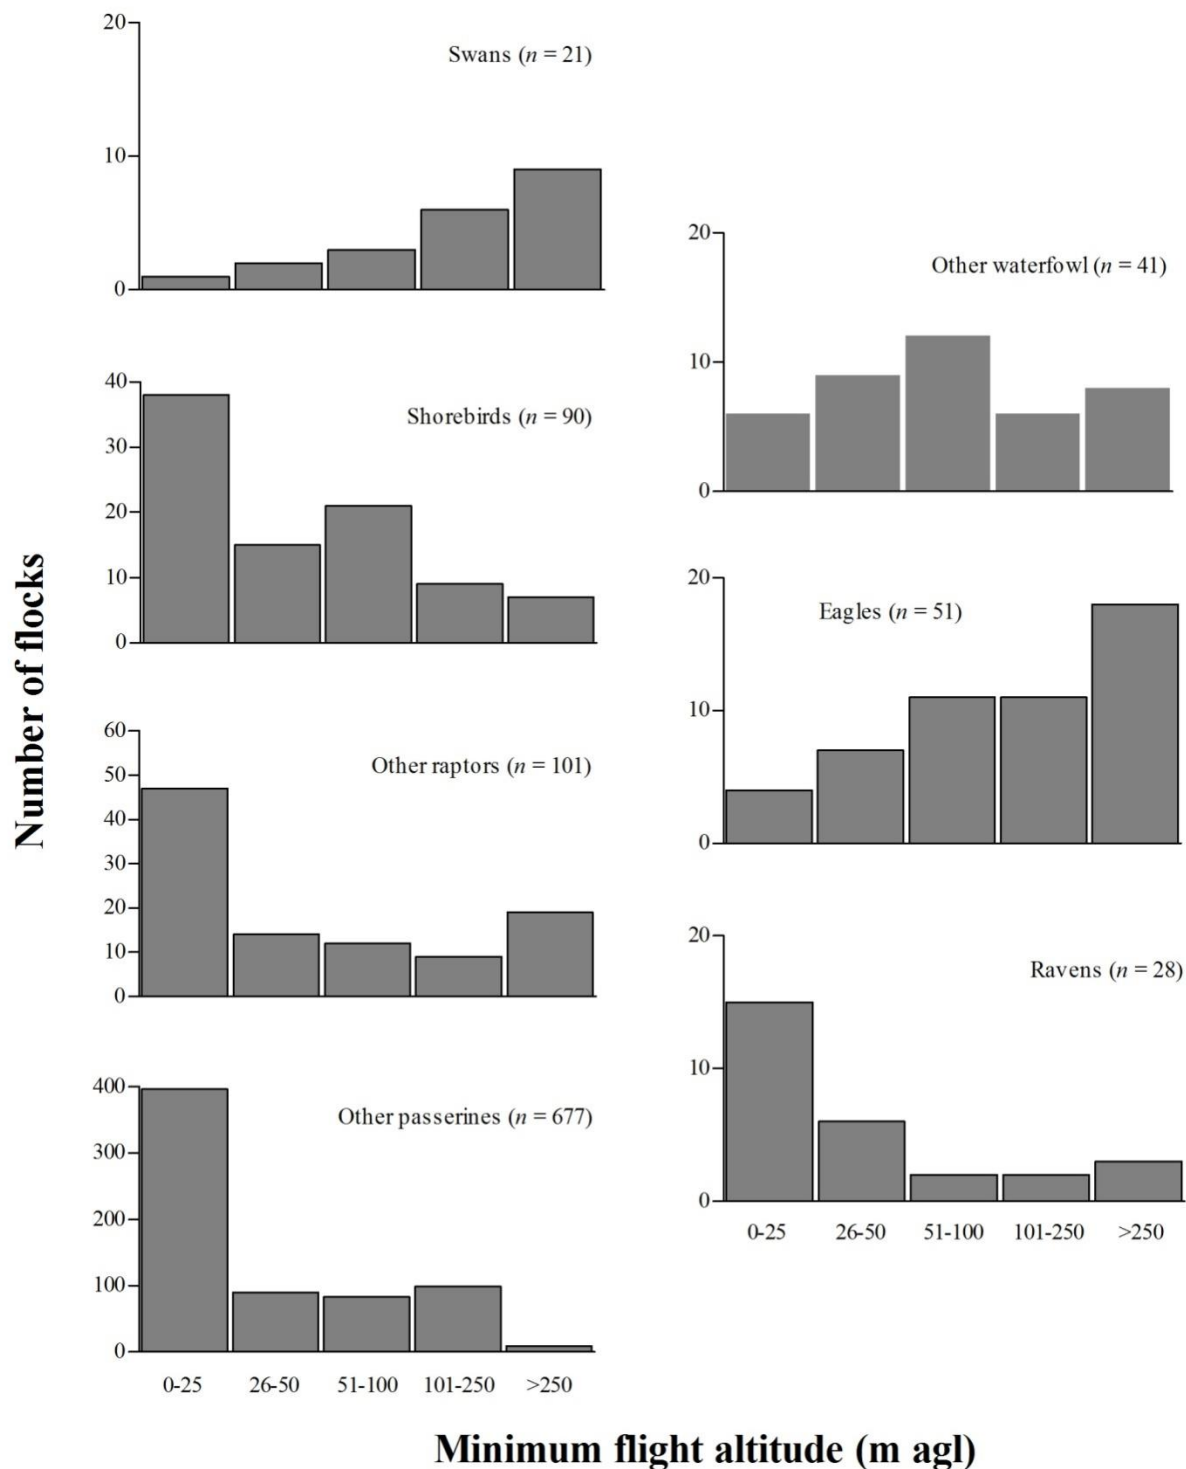 20
10
0
Swans (n = 21)
20
10
0
Other waterfowl (n = 41)
40
30
20
10
0
Shorebirds (n = 90)
20
10
0
Eagles (n = 51)
60
50
40
30
20
10
0
Other raptors (n = 101)
20
10
0
Ravens (n = 28)
0-25 26-50 51-100 101-250 >250
400
300
200
100
0
Other passerines (n = 677)
0-25 26-50 51-100 101-250 >250
Number of flocks
Minimum flight altitude (m agl)